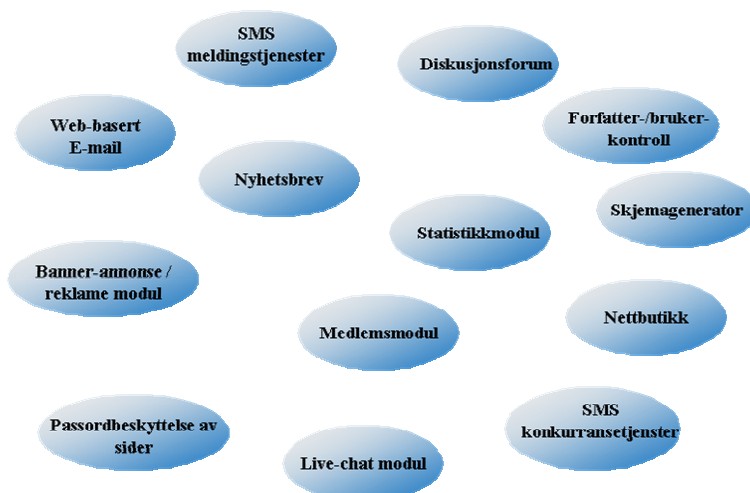 SMS
meldingstjenester
Diskusjonsforum
Web-basert
E-mail
Forfatter-/bruker-
kontroll
Nyhetsbrev
Skjemagenerator
Statistikkmodul
Banner-annonse /
reklame modul
Medlemsmodul
Nettbutikk
Passordbeskyttelse av
sider
SMS
konkurransetjenster
Live-chat modul